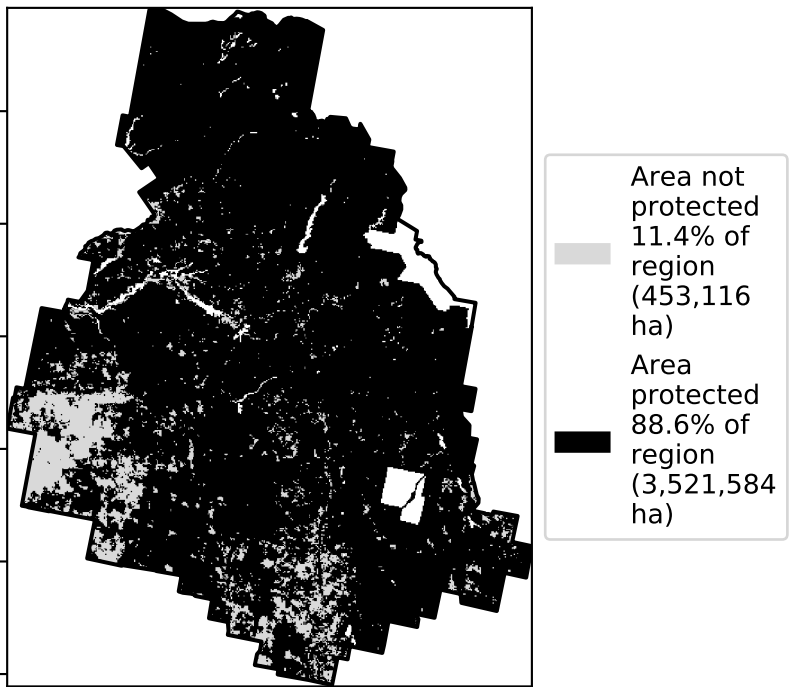 Area not
protected
11.4% of
region
(453,116
ha)
Area
protected
88.6% of
region
(3,521,584
ha)